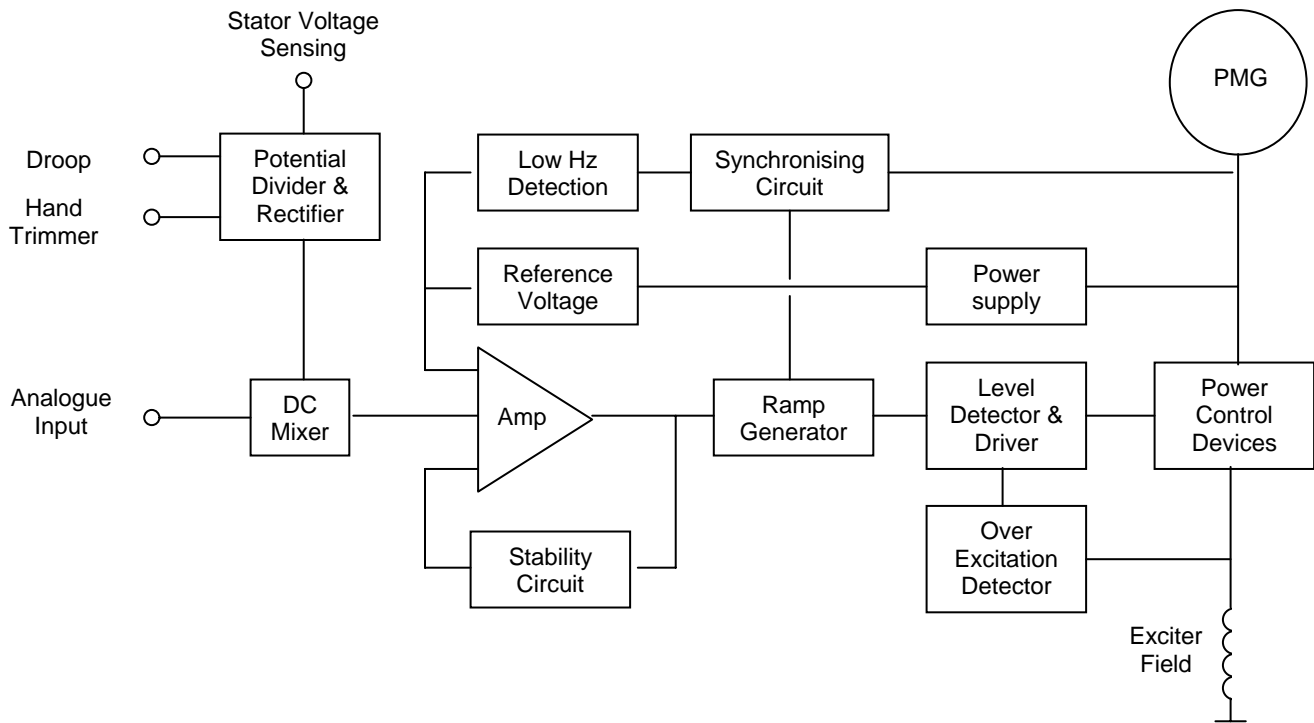 Stator Voltage
Sensing
PMG
Droop
Hand
Trimmer
Potential
Divider &
Rectifier
Low Hz
Detection
Synchronising
Circuit
Reference
Voltage
Power
supply
Analogue
Input
DC
Mixer
Amp
Ramp
Generator
Level
Detector &
Driver
Power
Control
Devices
Stability
Circuit
Over
Excitation
Detector
Exciter
Field